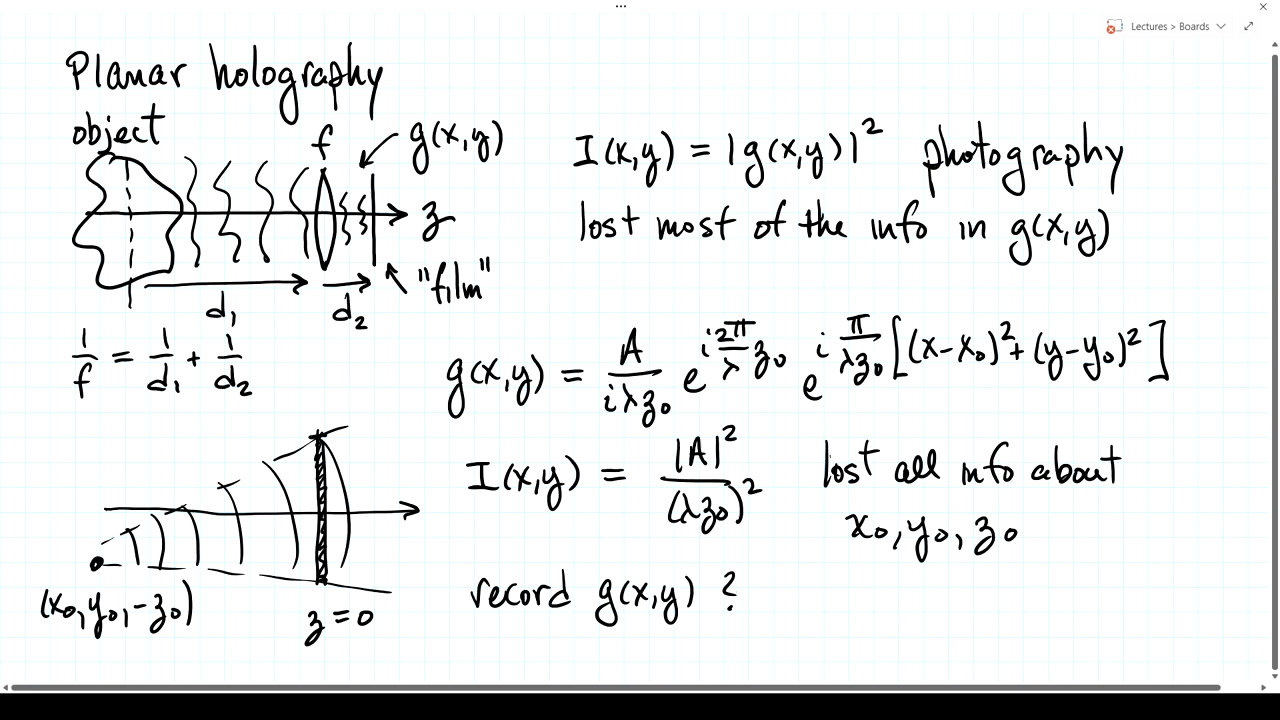 ...
Lectures > Boards
Planar holography
object
f
g(x,y)
z
"film"
d₁
d₂
1/f = 1/d₁ + 1/d₂
(x₀,y₀,-z₀)
z=0
I(x,y) = |g(x,y)|² photography
lost most of the info in g(x,y)
g(x,y) = A/(iλz₀) e^{i 2π/λ z₀} e^{i π/(λz₀) [(x-x₀)²+(y-y₀)²]}
I(x,y) = |A|²/(λz₀)² lost all info about
x₀, y₀, z₀
record g(x,y) ?